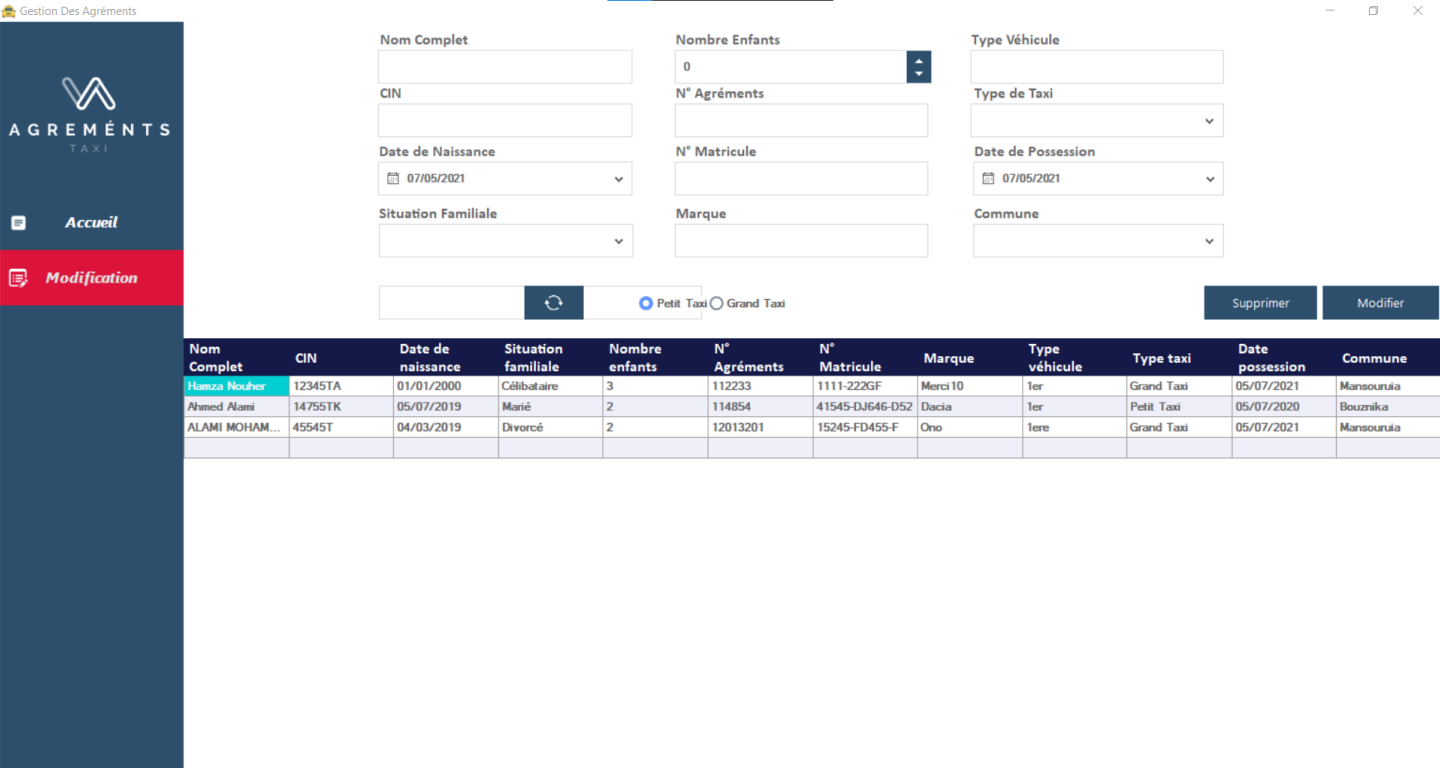 Gestion Des Agréments
AGREMÉNTS
TAXI
Accueil
Modification
Nom Complet
Nombre Enfants
Type Véhicule
0
CIN
N° Agréments
Type de Taxi
Date de Naissance
N° Matricule
Date de Possession
07/05/2021
07/05/2021
Situation Familiale
Marque
Commune
Petit Taxi
Grand Taxi
Supprimer
Modifier
Nom Complet CIN Date de naissance Situation familiale Nombre enfants N° Agréments N° Matricule Marque Type véhicule Type taxi Date possession Commune
Hamza Nouher 12345TA 01/01/2000 Célibataire 3 112233 1111-222GF Merci10 1er Grand Taxi 05/07/2021 Mansouruia
Ahmed Alami 14755TK 05/07/2019 Marié 2 114854 41545-DJ646-D52 Dacia 1er Petit Taxi 05/07/2020 Bouznika
ALAMI MOHAM... 45545T 04/03/2019 Divorcé 2 12013201 15245-FD455-F Ono 1ere Grand Taxi 05/07/2021 Mansouruia